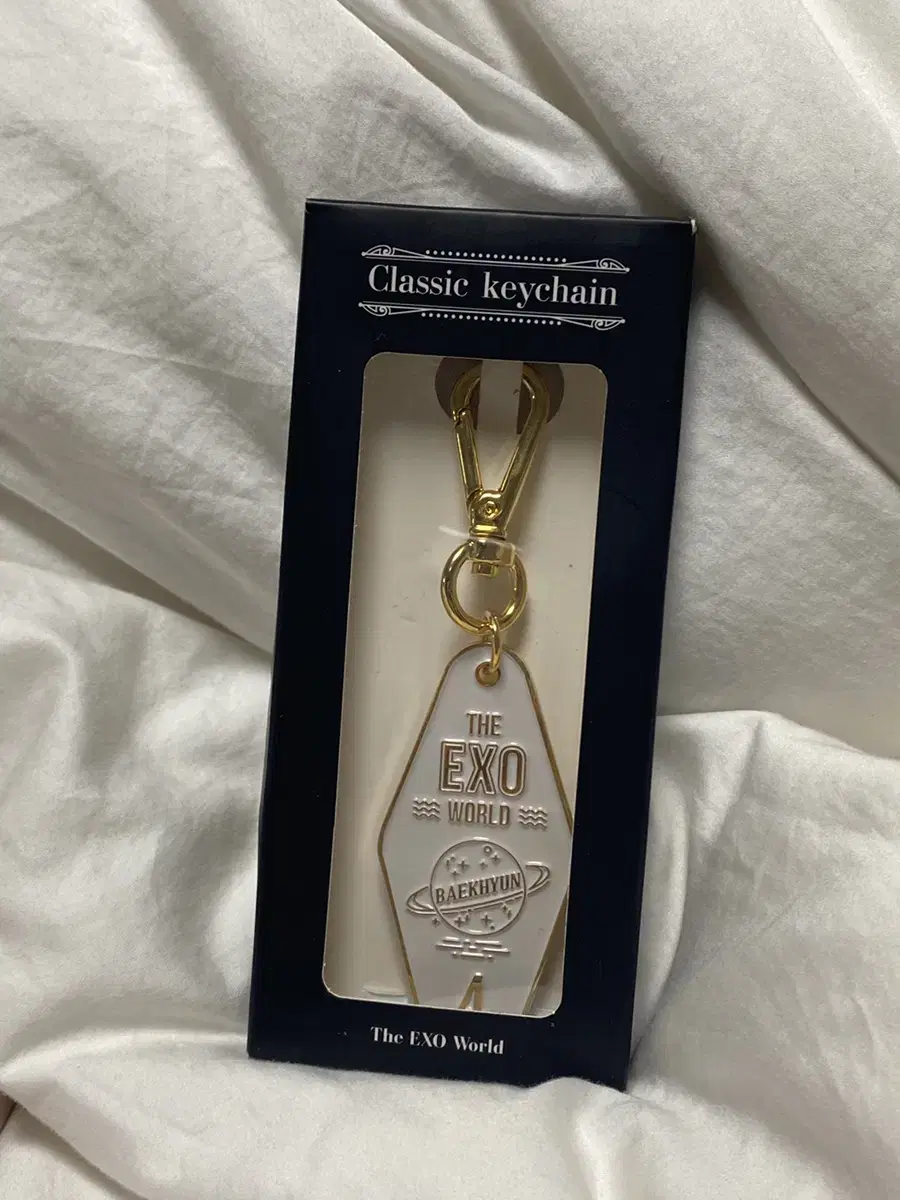 Classic keychain
THE
EXO
WORLD
BAEKHYUN
The EXO World